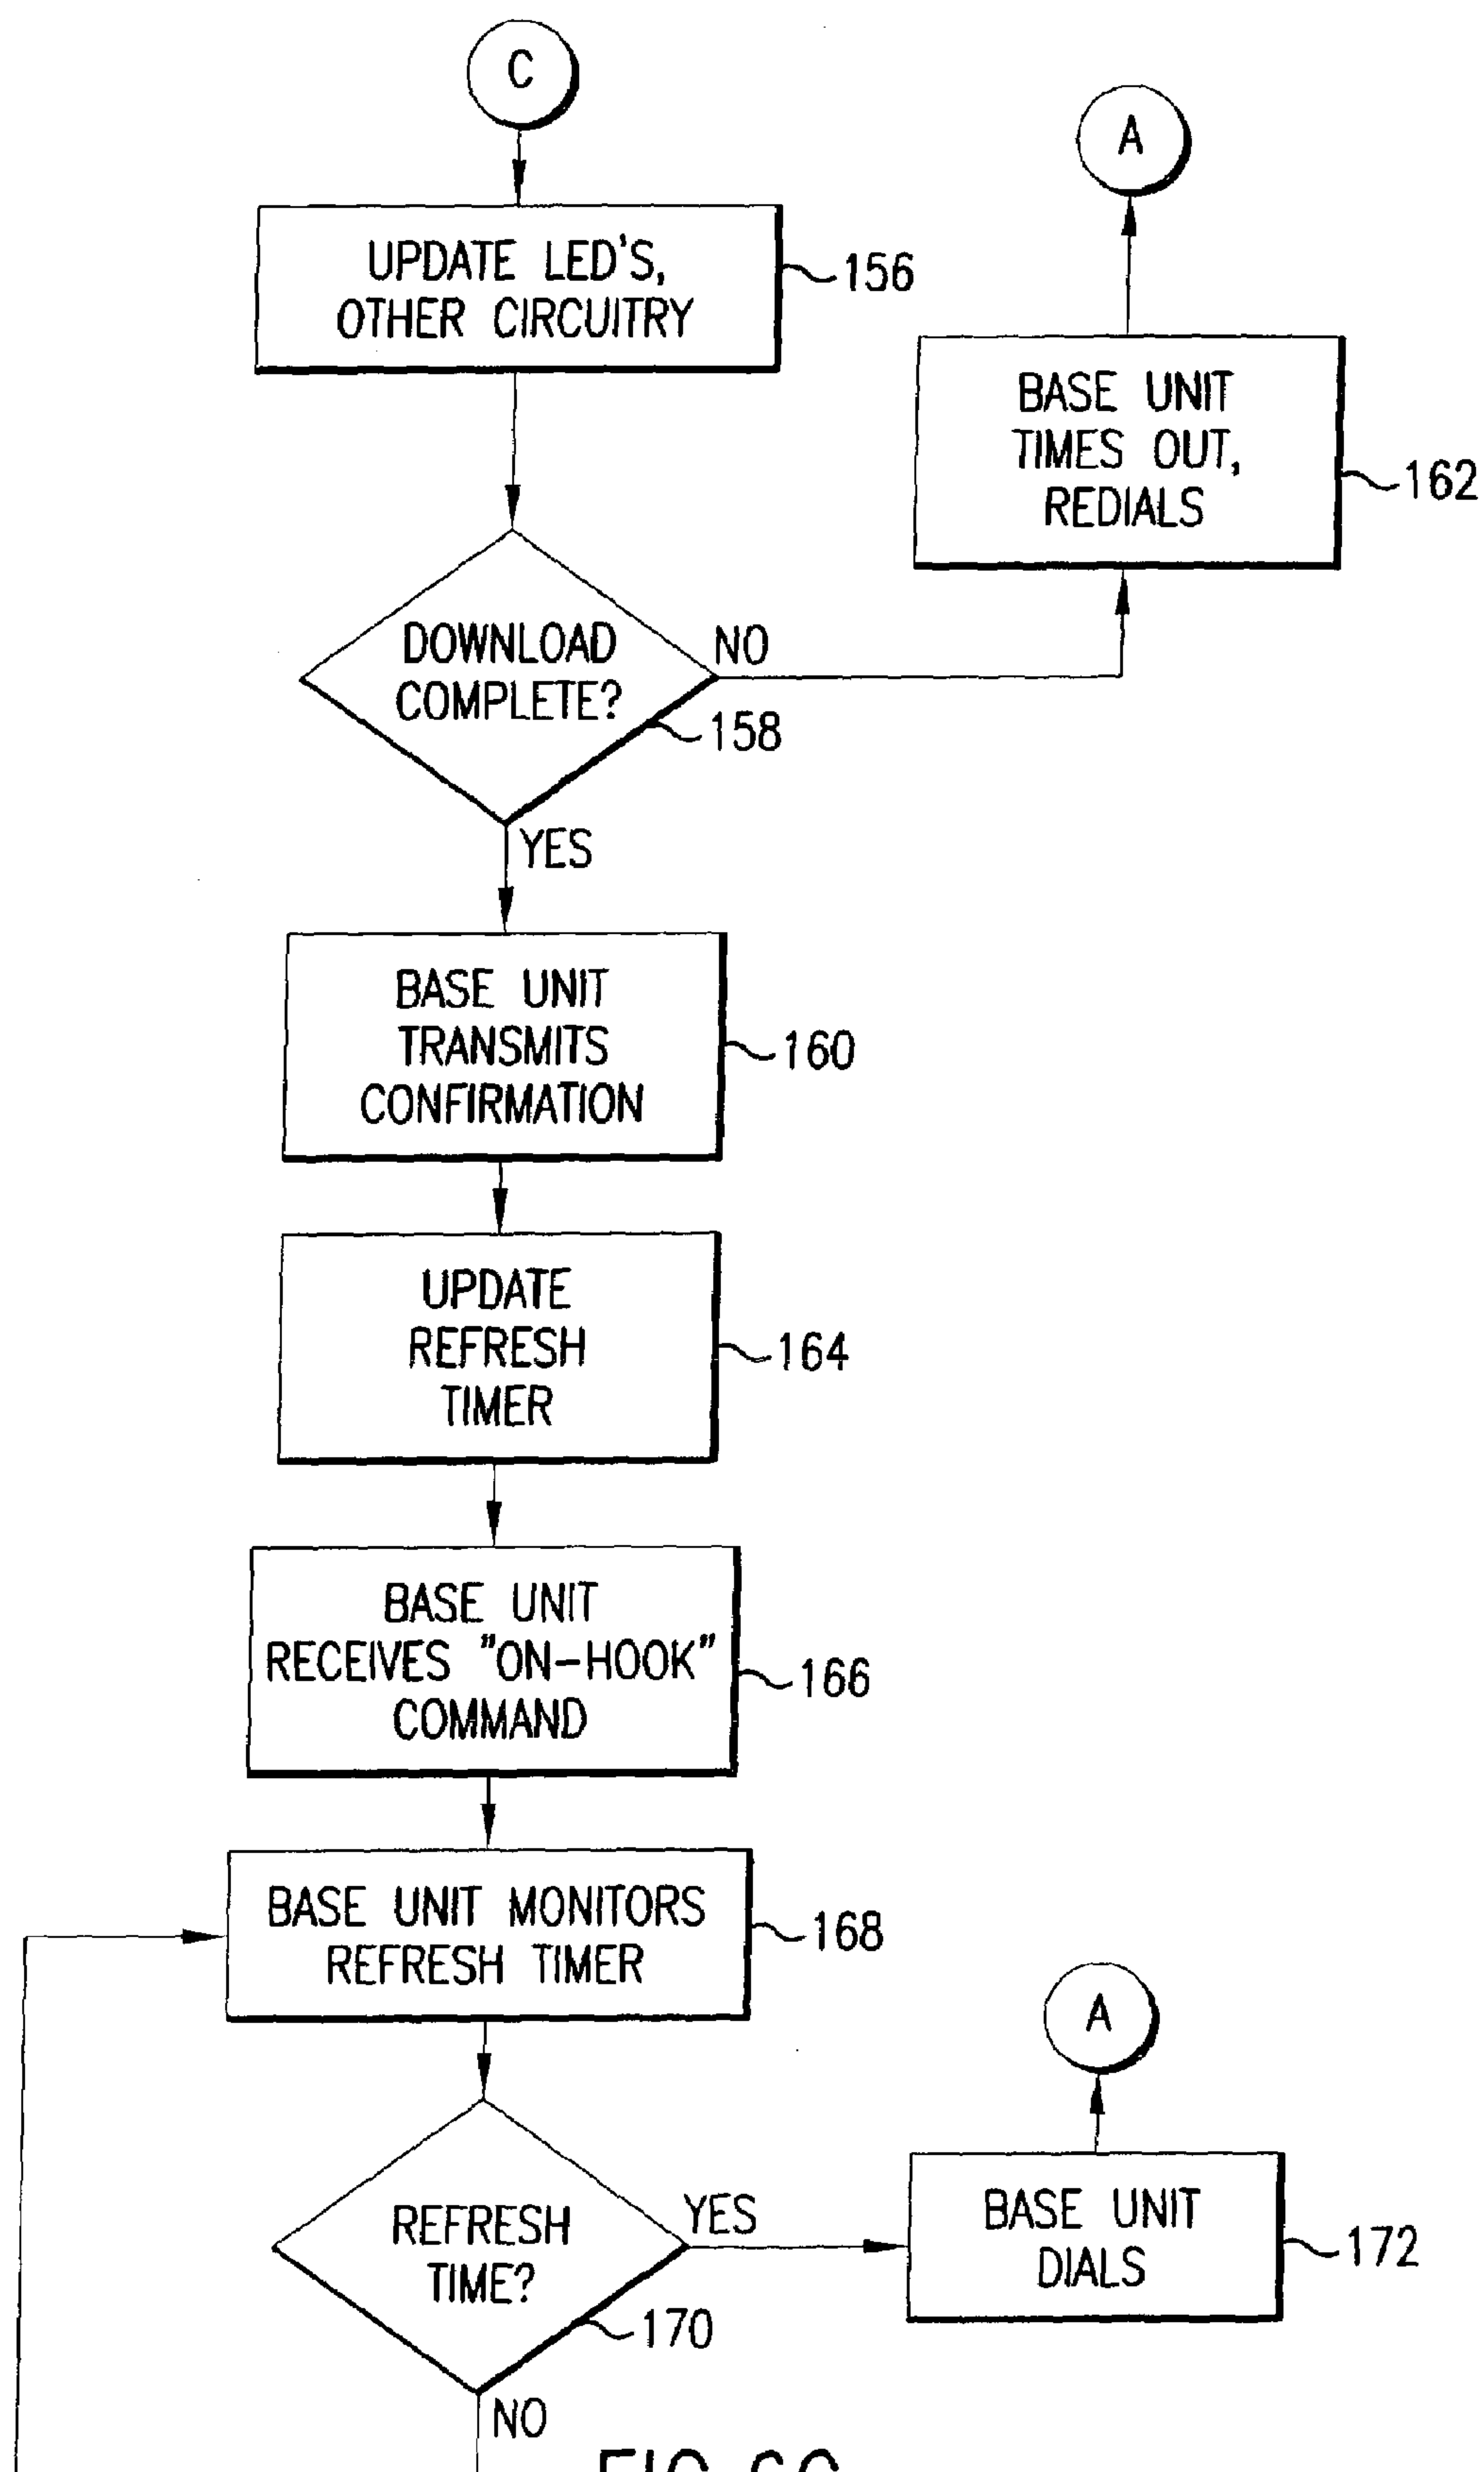 C
A
UPDATE LED'S,
OTHER CIRCUITRY
156
BASE UNIT
TIMES OUT,
REDIALS
162
DOWNLOAD
COMPLETE?
NO
158
YES
BASE UNIT
TRANSMITS
CONFIRMATION
160
UPDATE
REFRESH
TIMER
164
BASE UNIT
RECEIVES "ON-HOOK"
COMMAND
166
BASE UNIT MONITORS
REFRESH TIMER
168
A
REFRESH
TIME?
YES
170
BASE UNIT
DIALS
172
NO